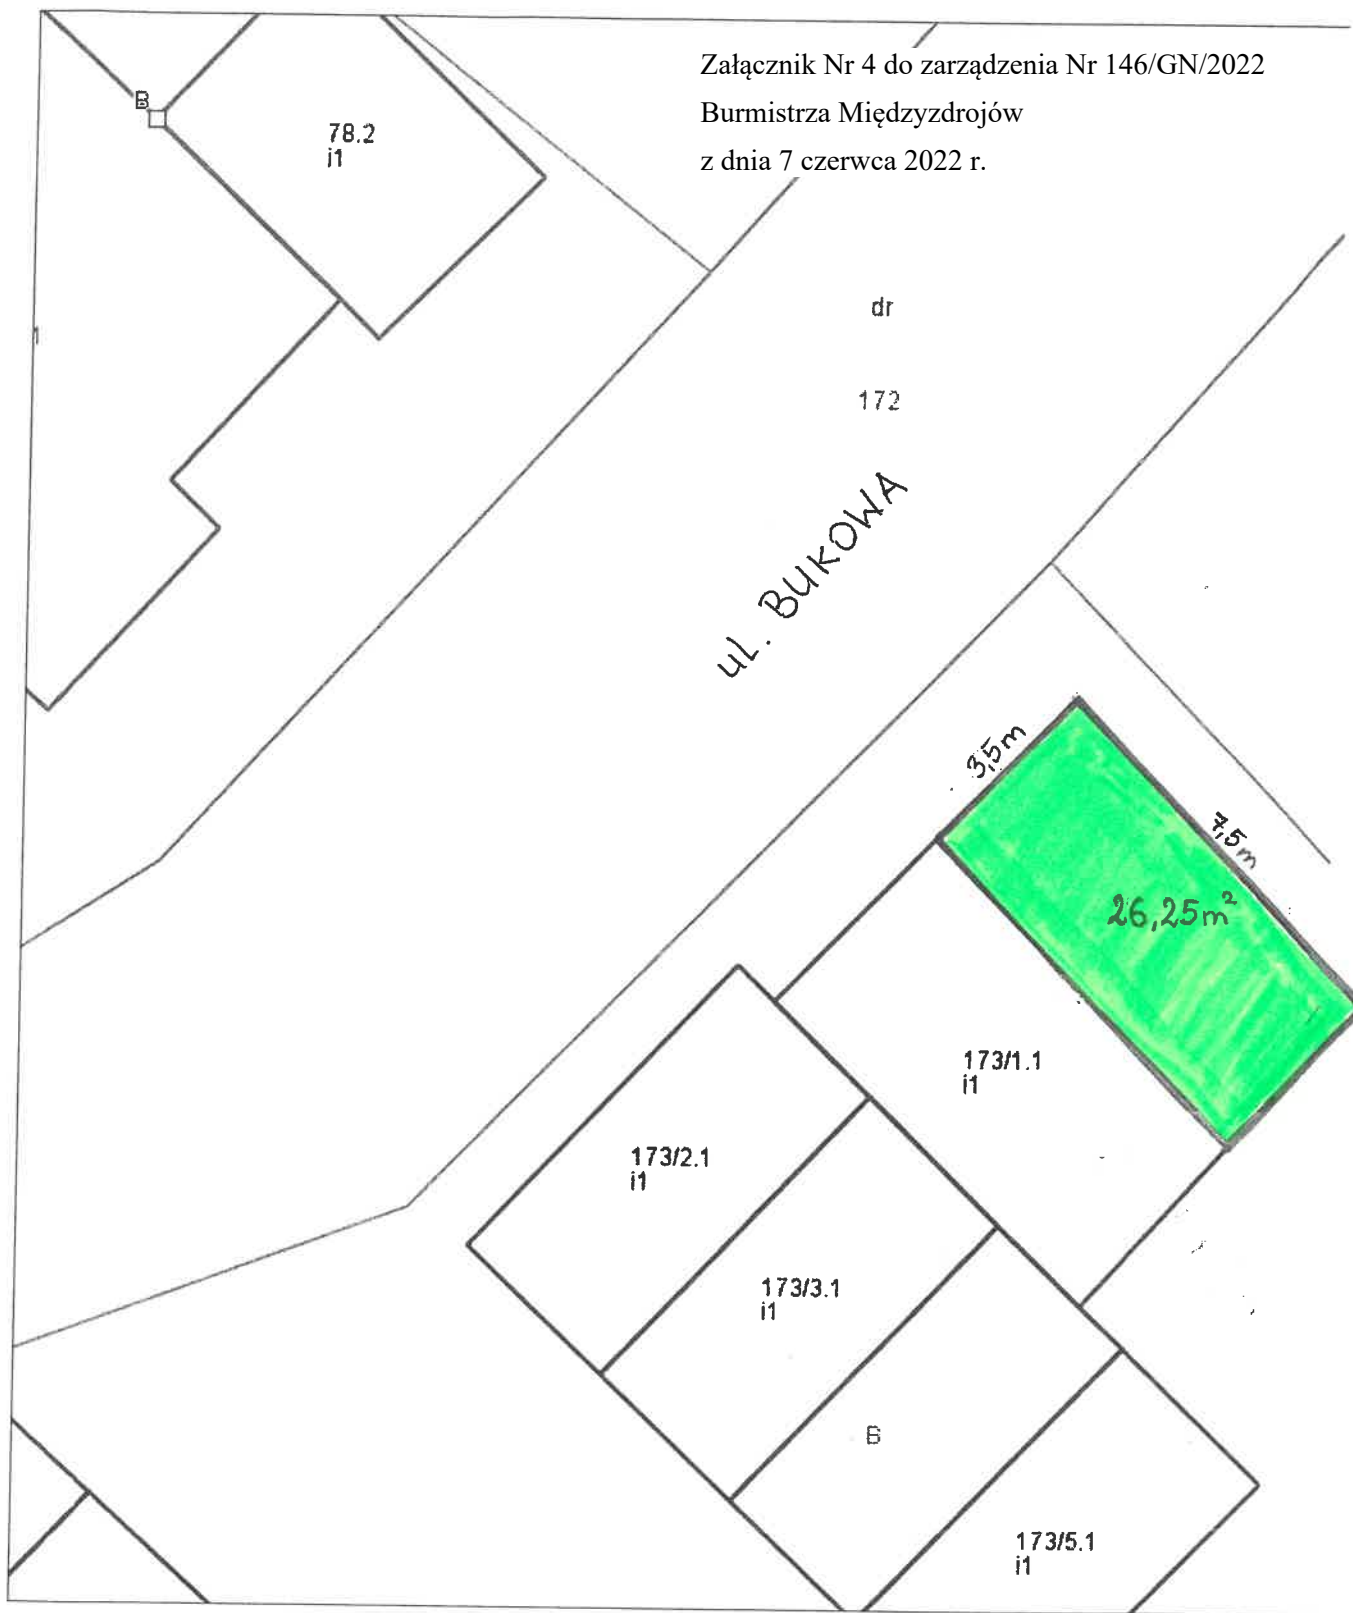 Załącznik Nr 4 do zarządzenia Nr 146/GN/2022
Burmistrza Międzyzdrojów
z dnia 7 czerwca 2022 r.
B
78.2
i1
dr
172
ul. BUKOWA
3,5m
7,5m
26,25m²
173/1.1
i1
173/2.1
i1
173/3.1
i1
173/5.1
i1